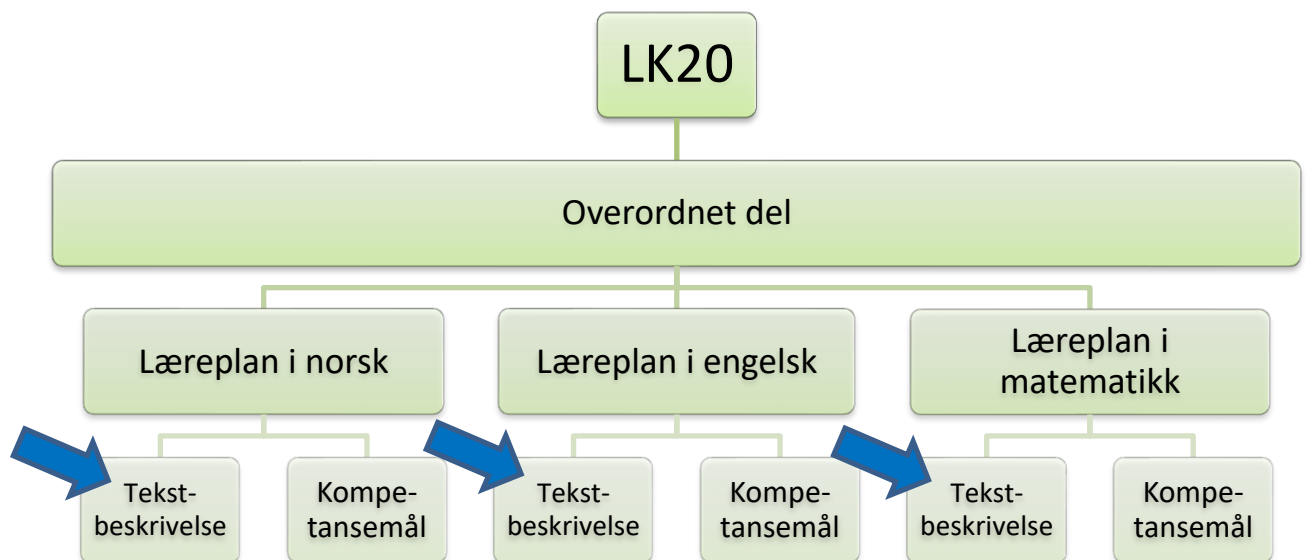 LK20
Overordnet del
Læreplan i norsk
Læreplan i engelsk
Læreplan i
matematikk
Tekst-
beskrivelse
Kompe-
tansemål
Tekst-
beskrivelse
Kompe-
tansemål
Tekst-
beskrivelse
Kompe-
tansemål